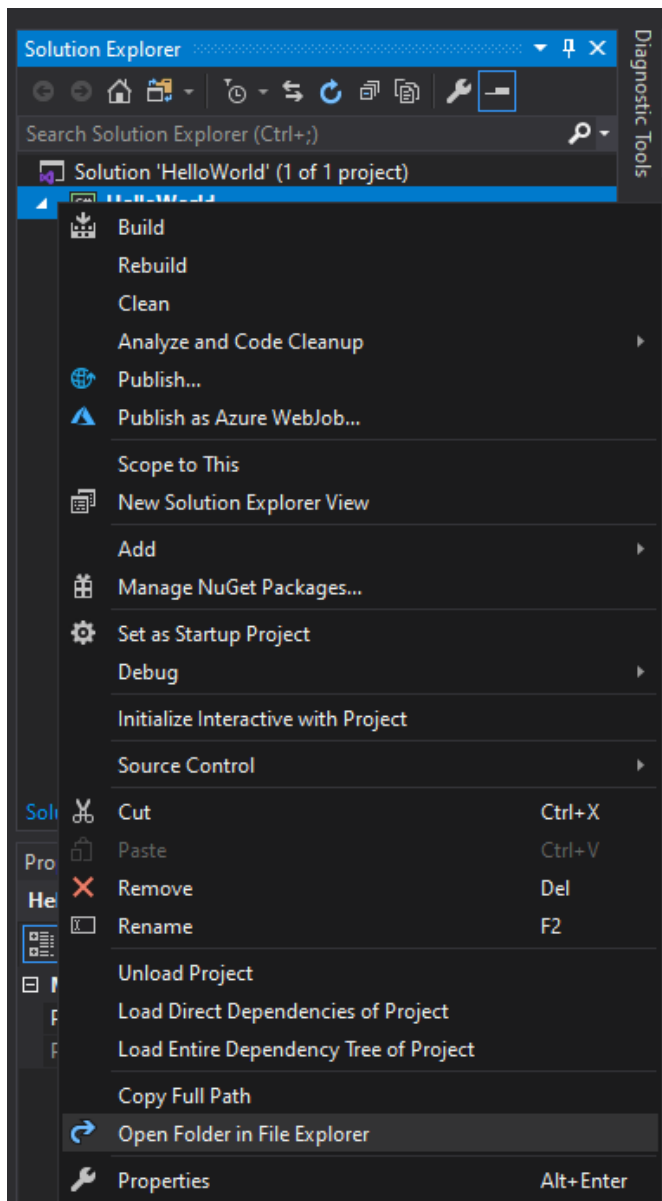 Solution Explorer
Diagnostic Tools
Search Solution Explorer (Ctrl+;)
Solution 'HelloWorld' (1 of 1 project)
HelloWorld
Build
Rebuild
Clean
Analyze and Code Cleanup
Publish...
Publish as Azure WebJob...
Scope to This
New Solution Explorer View
Add
Manage NuGet Packages...
Set as Startup Project
Debug
Initialize Interactive with Project
Source Control
Cut Ctrl+X
Paste Ctrl+V
Remove Del
Rename F2
Unload Project
Load Direct Dependencies of Project
Load Entire Dependency Tree of Project
Copy Full Path
Open Folder in File Explorer
Properties Alt+Enter